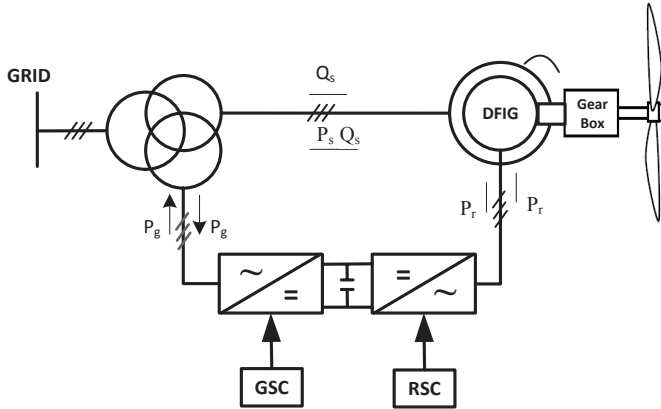 GRID
Qs
Ps Qs
DFIG
Gear
Box
Pg
Pg
Pr
Pr
~
=
=
~
GSC
RSC